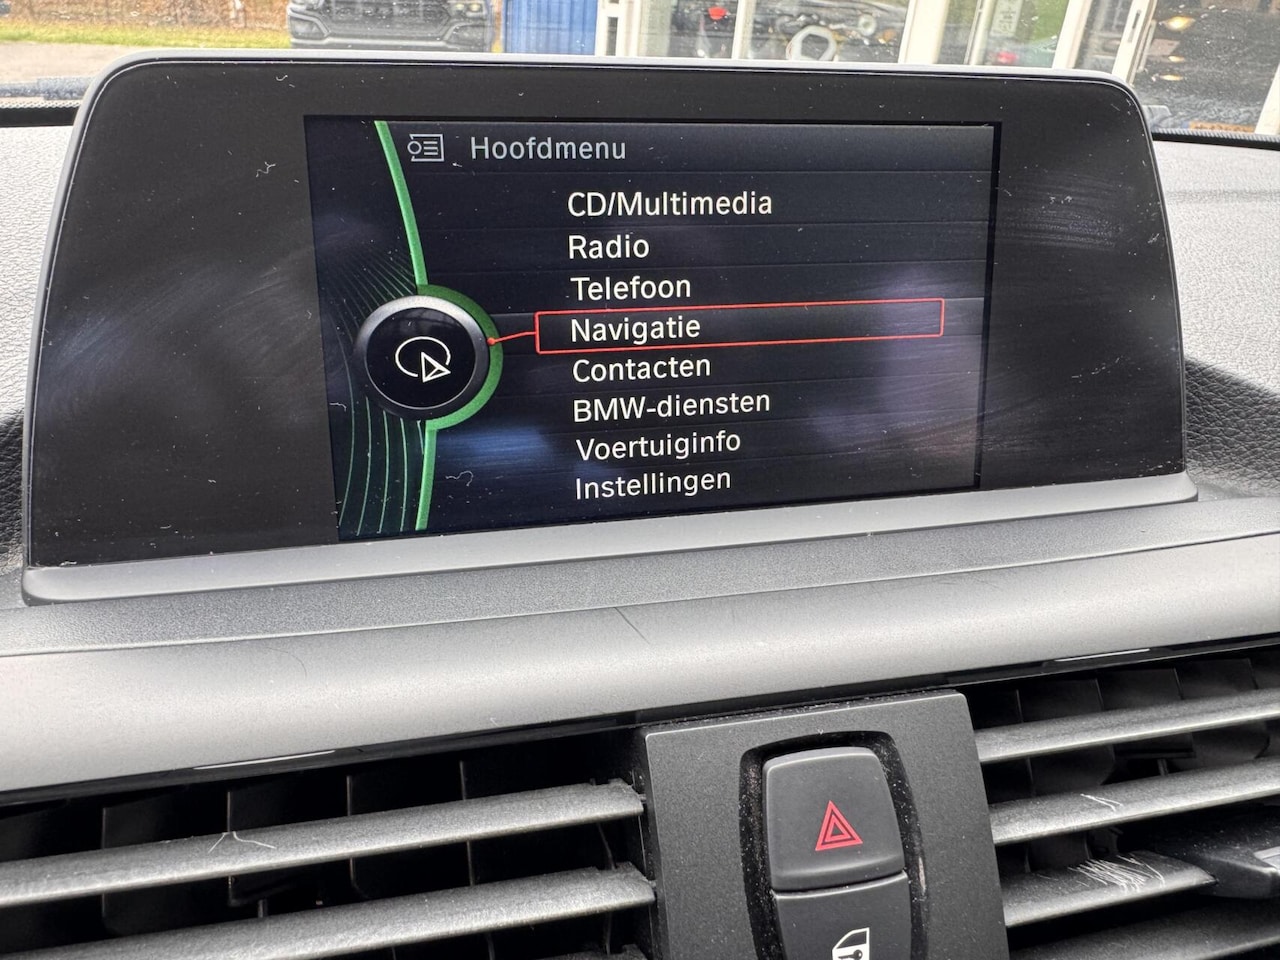 Hoofdmenu
CD/Multimedia
Radio
Telefoon
Navigatie
Contacten
BMW-diensten
Voertuiginfo
Instellingen